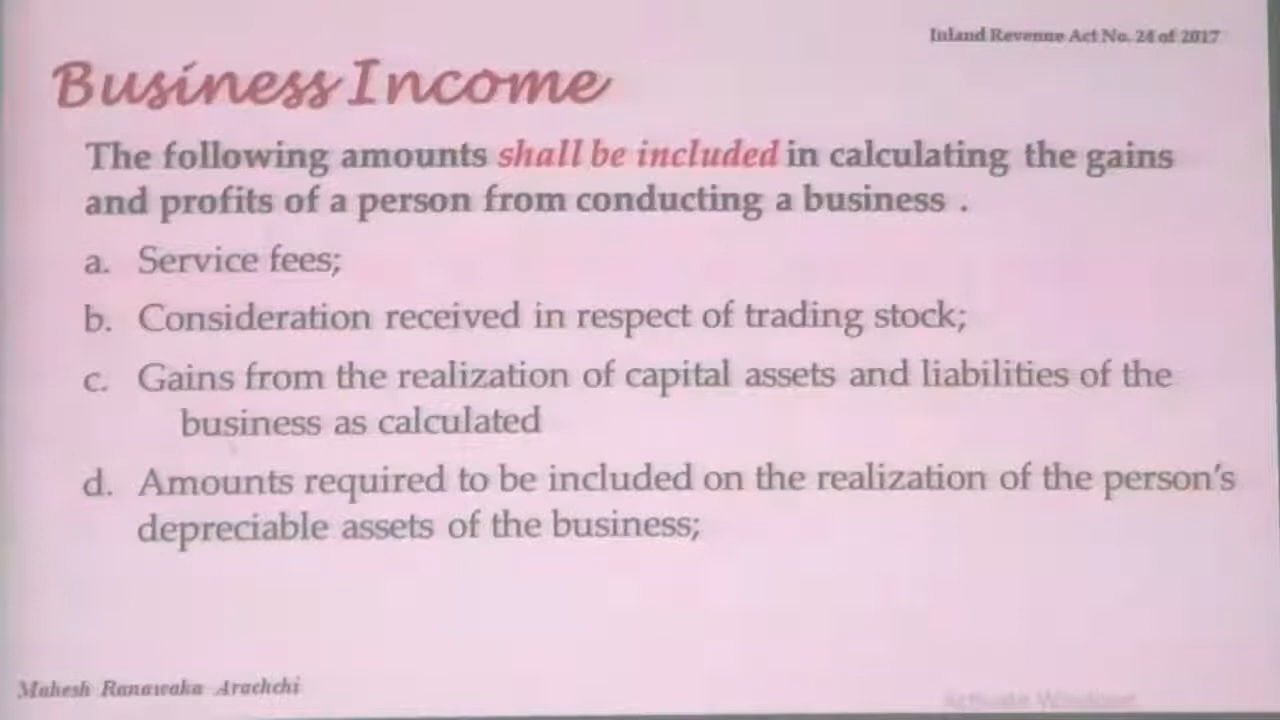 Inland Revenue Act No. 24 of 2017
Business Income
The following amounts shall be included in calculating the gains
and profits of a person from conducting a business .
a. Service fees;
b. Consideration received in respect of trading stock;
c. Gains from the realization of capital assets and liabilities of the
business as calculated
d. Amounts required to be included on the realization of the person's
depreciable assets of the business;
Mahesh Ranawaka Arachchi
Activate Windows